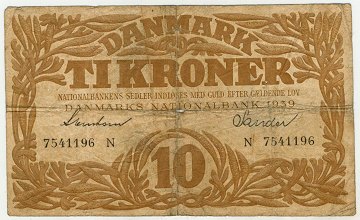 DANMARK
TI KRONER
NATIONALBANKENS SEDLER INDLØSES MED GULD EFTER GÆLDENDE LOV
DANMARKS NATIONALBANK 1939
7541196 N N 7541196
10